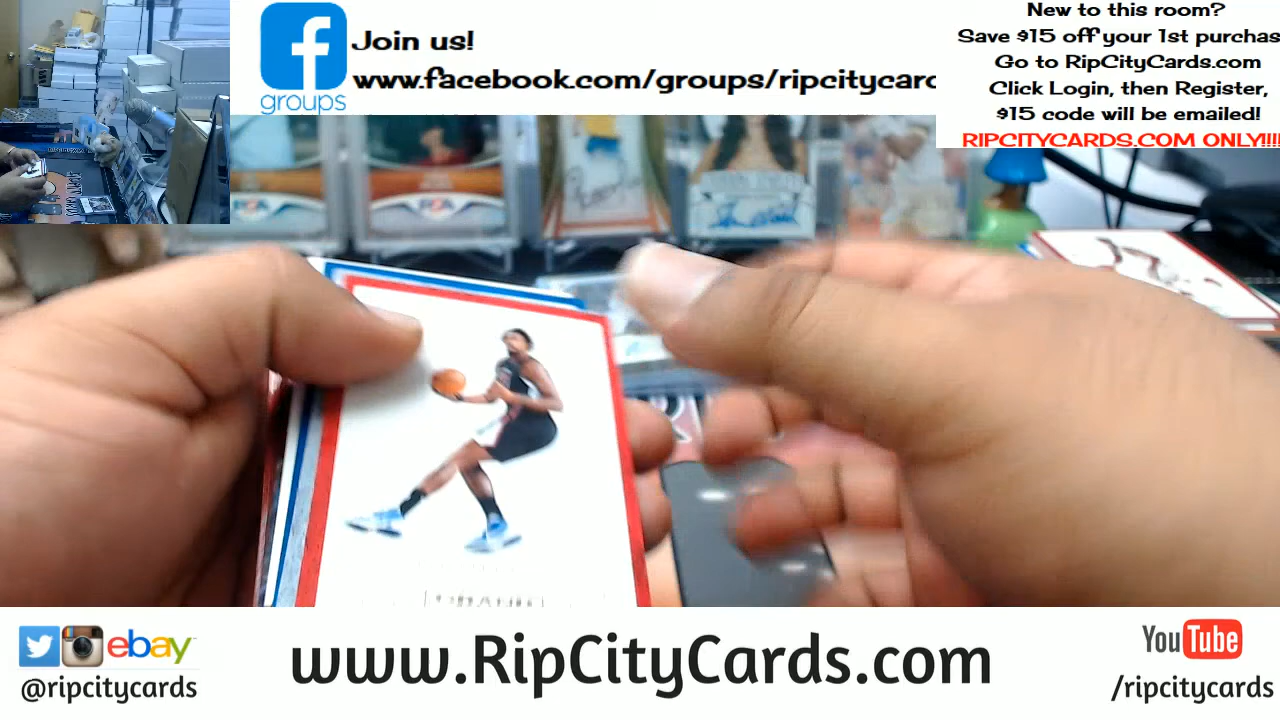 Join us!
www.facebook.com/groups/ripcitycarc
groups
New to this room?
Save $15 off your 1st purchas
Go to RipCityCards.com
Click Login, then Register,
$15 code will be emailed!
RIPCITYCARDS.COM ONLY!!!!
ebay
@ripcitycards
www.RipCityCards.com
YouTube
/ripcitycards